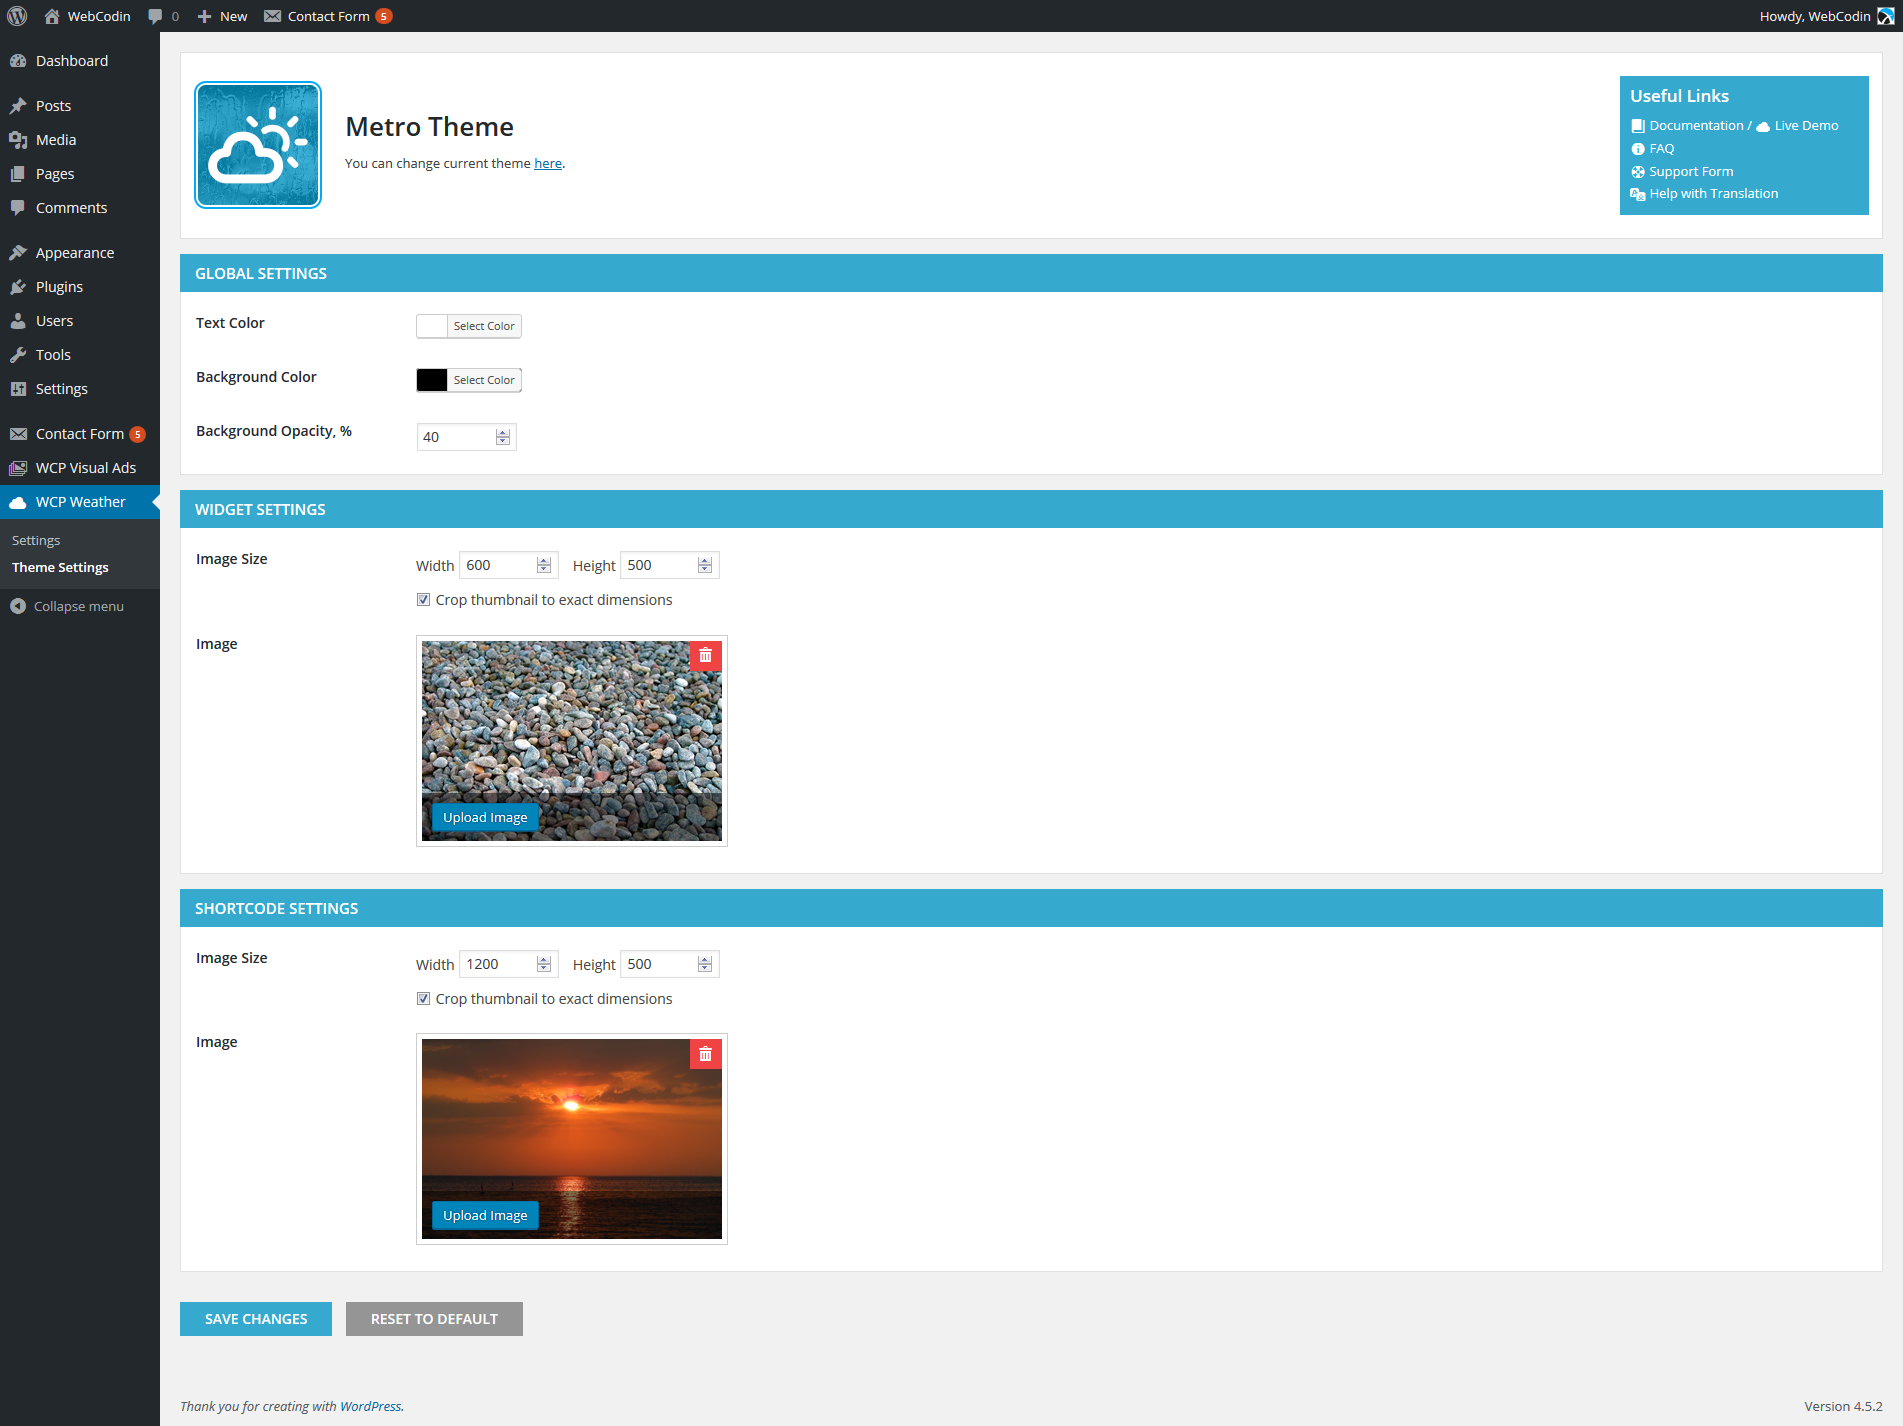 WebCodin 0 New Contact Form 5 Howdy, WebCodin
Dashboard
Posts
Media
Pages
Comments
Appearance
Plugins
Users
Tools
Settings
Contact Form 5
WCP Visual Ads
WCP Weather
Settings
Theme Settings
Collapse menu
Metro Theme
You can change current theme here.
Useful Links
Documentation / Live Demo
FAQ
Support Form
Help with Translation
GLOBAL SETTINGS
Text Color Select Color
Background Color Select Color
Background Opacity, % 40
WIDGET SETTINGS
Image Size Width 600 Height 500
Crop thumbnail to exact dimensions
Image
Upload Image
SHORTCODE SETTINGS
Image Size Width 1200 Height 500
Crop thumbnail to exact dimensions
Image
Upload Image
SAVE CHANGES RESET TO DEFAULT
Thank you for creating with WordPress. Version 4.5.2